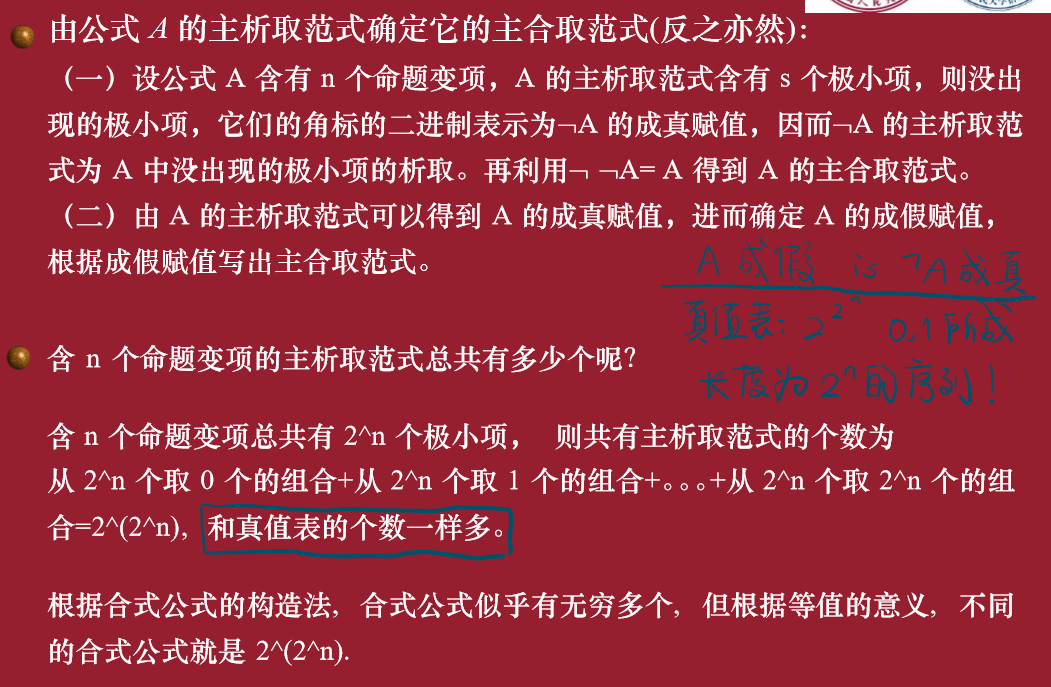 由公式 A 的主析取范式确定它的主合取范式(反之亦然):
（一）设公式 A 含有 n 个命题变项，A 的主析取范式含有 s 个极小项，则没出
现的极小项，它们的角标的二进制表示为¬A 的成真赋值，因而¬A 的主析取范
式为 A 中没出现的极小项的析取。再利用¬ ¬A= A 得到 A 的主合取范式。
（二）由 A 的主析取范式可以得到 A 的成真赋值，进而确定 A 的成假赋值，
根据成假赋值写出主合取范式。
A 成假 is ¬A 成真
真值表: 2^2^n 0,1 所成
长度为 2^n 的序列!
含 n 个命题变项的主析取范式总共有多少个呢?
含 n 个命题变项总共有 2^n 个极小项， 则共有主析取范式的个数为
从 2^n 个取 0 个的组合+从 2^n 个取 1 个的组合+。。。+从 2^n 个取 2^n 个的组
合=2^(2^n), 和真值表的个数一样多。
根据合式公式的构造法, 合式公式似乎有无穷多个, 但根据等值的意义, 不同
的合式公式就是 2^(2^n).